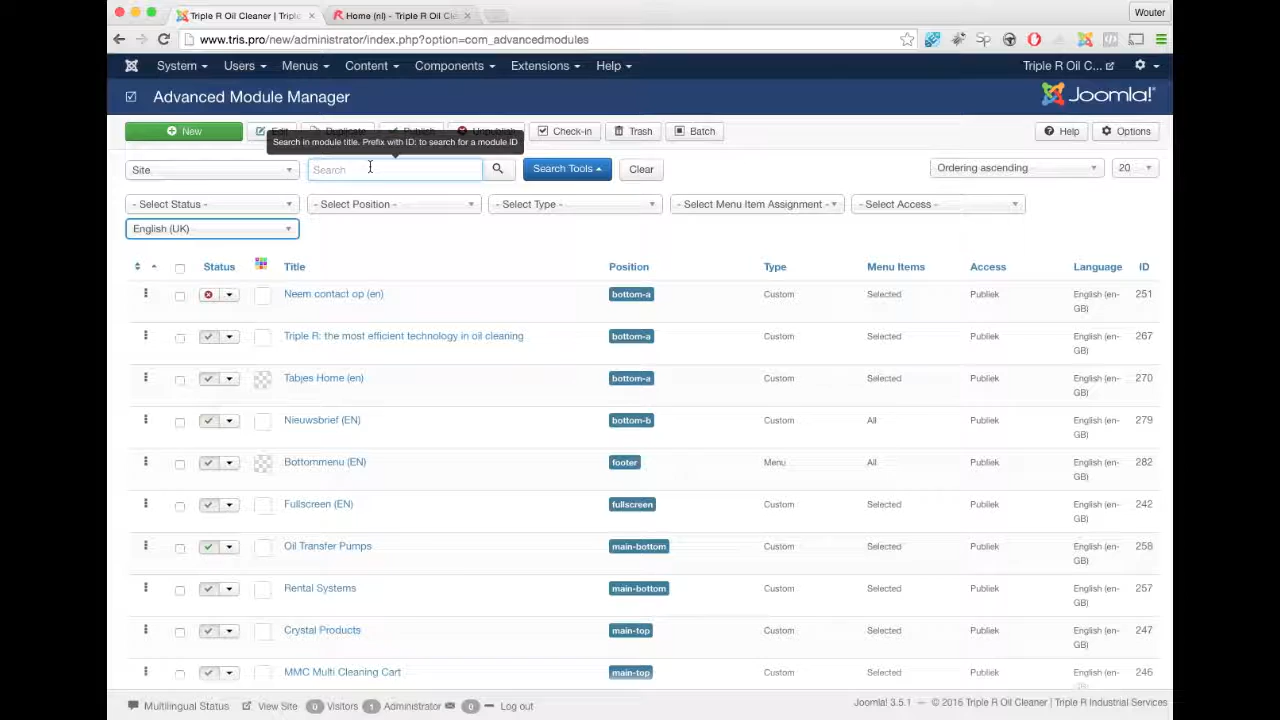 Triple R Oil Cleaner | Triple
Home (nl) - Triple R Oil Cle
Wouter
www.tris.pro/new/administrator/index.php?option=com_advancedmodules
System Users Menus Content Components Extensions Help Triple R Oil C...
Advanced Module Manager Joomla!
New Edit Duplicate Publish Unpublish Check-in Trash Batch Help Options
Search in module title. Prefix with ID: to search for a module ID
Site Search Search Tools Clear Ordering ascending 20
- Select Status - - Select Position - - Select Type - - Select Menu Item Assignment - - Select Access -
English (UK)
Status Title Position Type Menu Items Access Language ID
Neem contact op (en) bottom-a Custom Selected Publiek English (en-GB) 251
Triple R: the most efficient technology in oil cleaning bottom-a Custom Selected Publiek English (en-GB) 267
Tabjes Home (en) bottom-a Custom Selected Publiek English (en-GB) 270
Nieuwsbrief (EN) bottom-b Custom All Publiek English (en-GB) 279
Bottommenu (EN) footer Menu All Publiek English (en-GB) 282
Fullscreen (EN) fullscreen Custom Selected Publiek English (en-GB) 242
Oil Transfer Pumps main-bottom Custom Selected Publiek English (en-GB) 258
Rental Systems main-bottom Custom Selected Publiek English (en-GB) 257
Crystal Products main-top Custom Selected Publiek English (en-GB) 247
MMC Multi Cleaning Cart main-top Custom Selected Publiek English (en-GB) 246
Multilingual Status View Site 0 Visitors 1 Administrator 0 Log out Joomla! 3.5.1 — © 2016 Triple R Oil Cleaner | Triple R Industrial Services